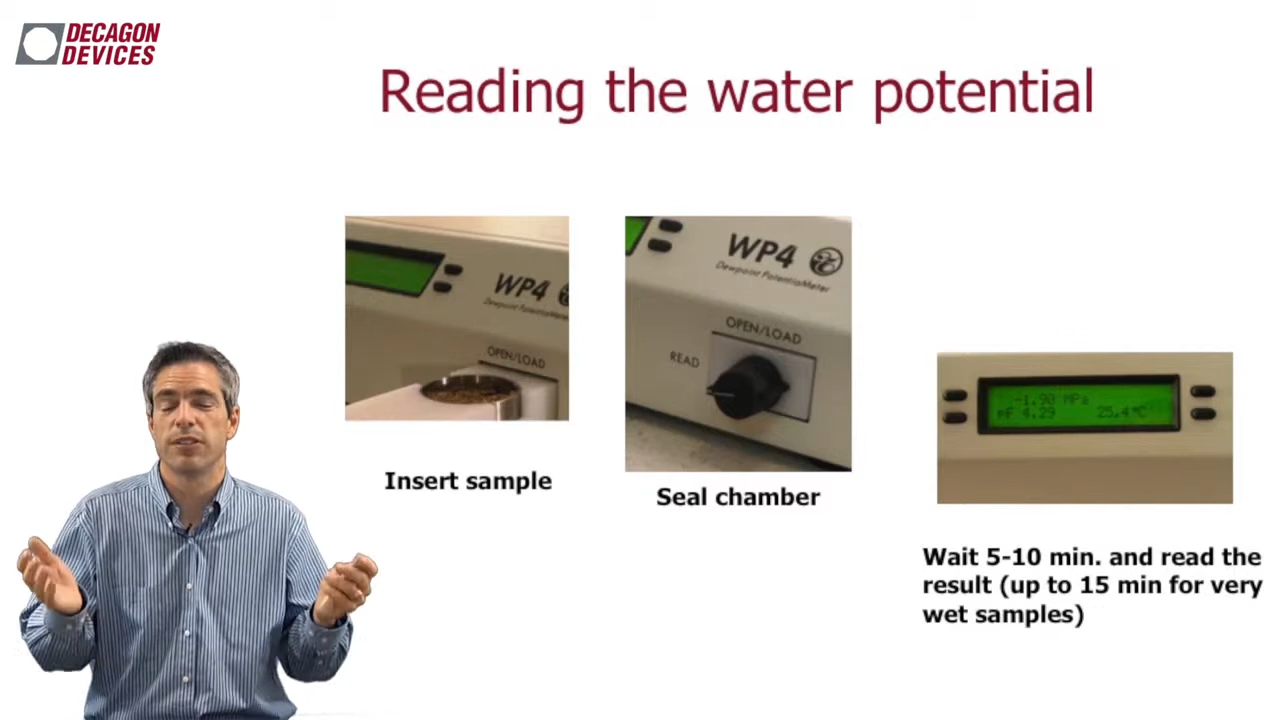 DECAGON
DEVICES
Reading the water potential
WP4
Dewpoint PotentiaMeter
OPEN/LOAD
WP4
Dewpoint PotentiaMeter
OPEN/LOAD
READ
-1.90 MPa
pF 4.29 25.4°C
Insert sample
Seal chamber
Wait 5-10 min. and read the
result (up to 15 min for very
wet samples)